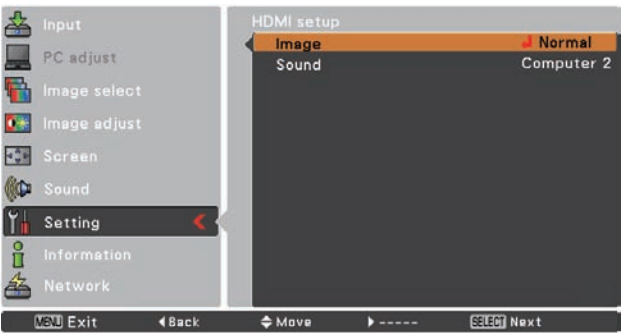 Input
PC adjust
Image select
Image adjust
Screen
Sound
Setting
Information
Network
HDMI setup
Image Normal
Sound Computer 2
MENU Exit Back Move ----- SELECT Next